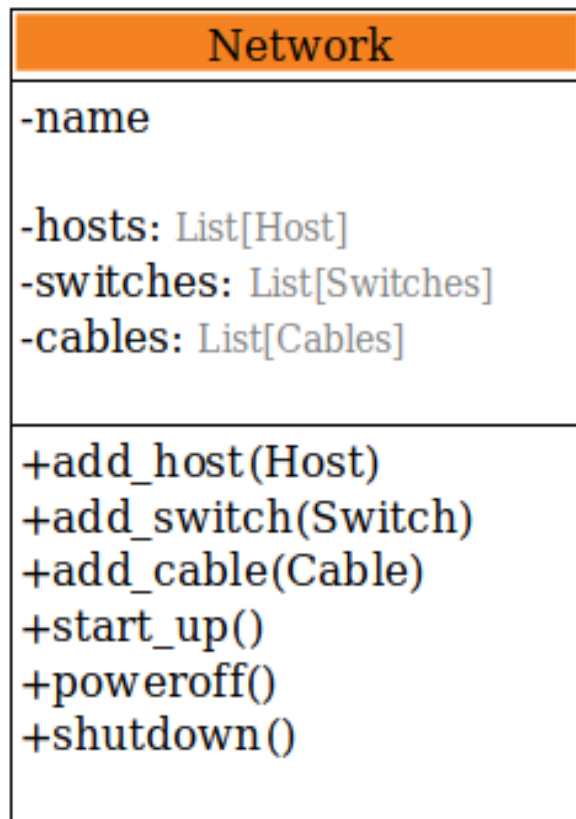 Network
-name
-hosts: List[Host]
-switches: List[Switches]
-cables: List[Cables]
+add_host(Host)
+add_switch(Switch)
+add_cable(Cable)
+start_up()
+poweroff()
+shutdown()